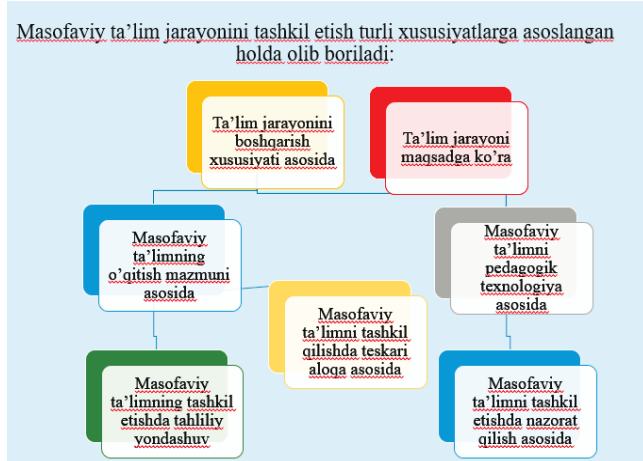 Masofaviy ta’lim jarayonini tashkil etish turli xususiyatlarga asoslangan
holda olib boriladi:
Ta’lim jarayonini
boshqarish
xususiyati asosida
Ta’lim jarayoni
maqsadga ko’ra
Masofaviy
ta’limning
o’qitish mazmuni
asosida
Masofaviy
ta’limni
pedagogik
texnologiya
asosida
Masofaviy
ta’limni tashkil
qilishda teskari
aloqa asosida
Masofaviy
ta’limning tashkil
etishda tahliliy
yondashuv
Masofaviy
ta’limni tashkil
etishda nazorat
qilish asosida